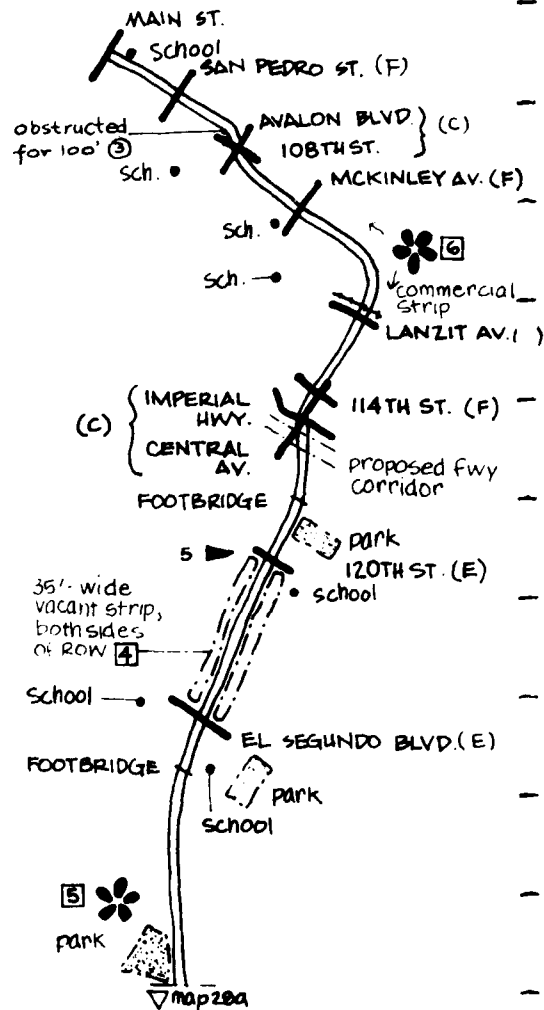 MAIN ST.
School
SAN PEDRO ST. (F)
obstructed
for 100' ③
AVALON BLVD.
108TH ST.
(C)
sch.
MCKINLEY AV. (F)
sch.
6
sch.
commercial
strip
LANZIT AV. ( )
(C)
IMPERIAL
HWY.
CENTRAL
AV.
114TH ST. (F)
proposed fwy
corridor
FOOTBRIDGE
park
5
120TH ST. (E)
school
35'- wide
vacant strip,
both sides
of ROW 4
School
EL SEGUNDO BLVD. (E)
FOOTBRIDGE
park
school
5
park
map 28a